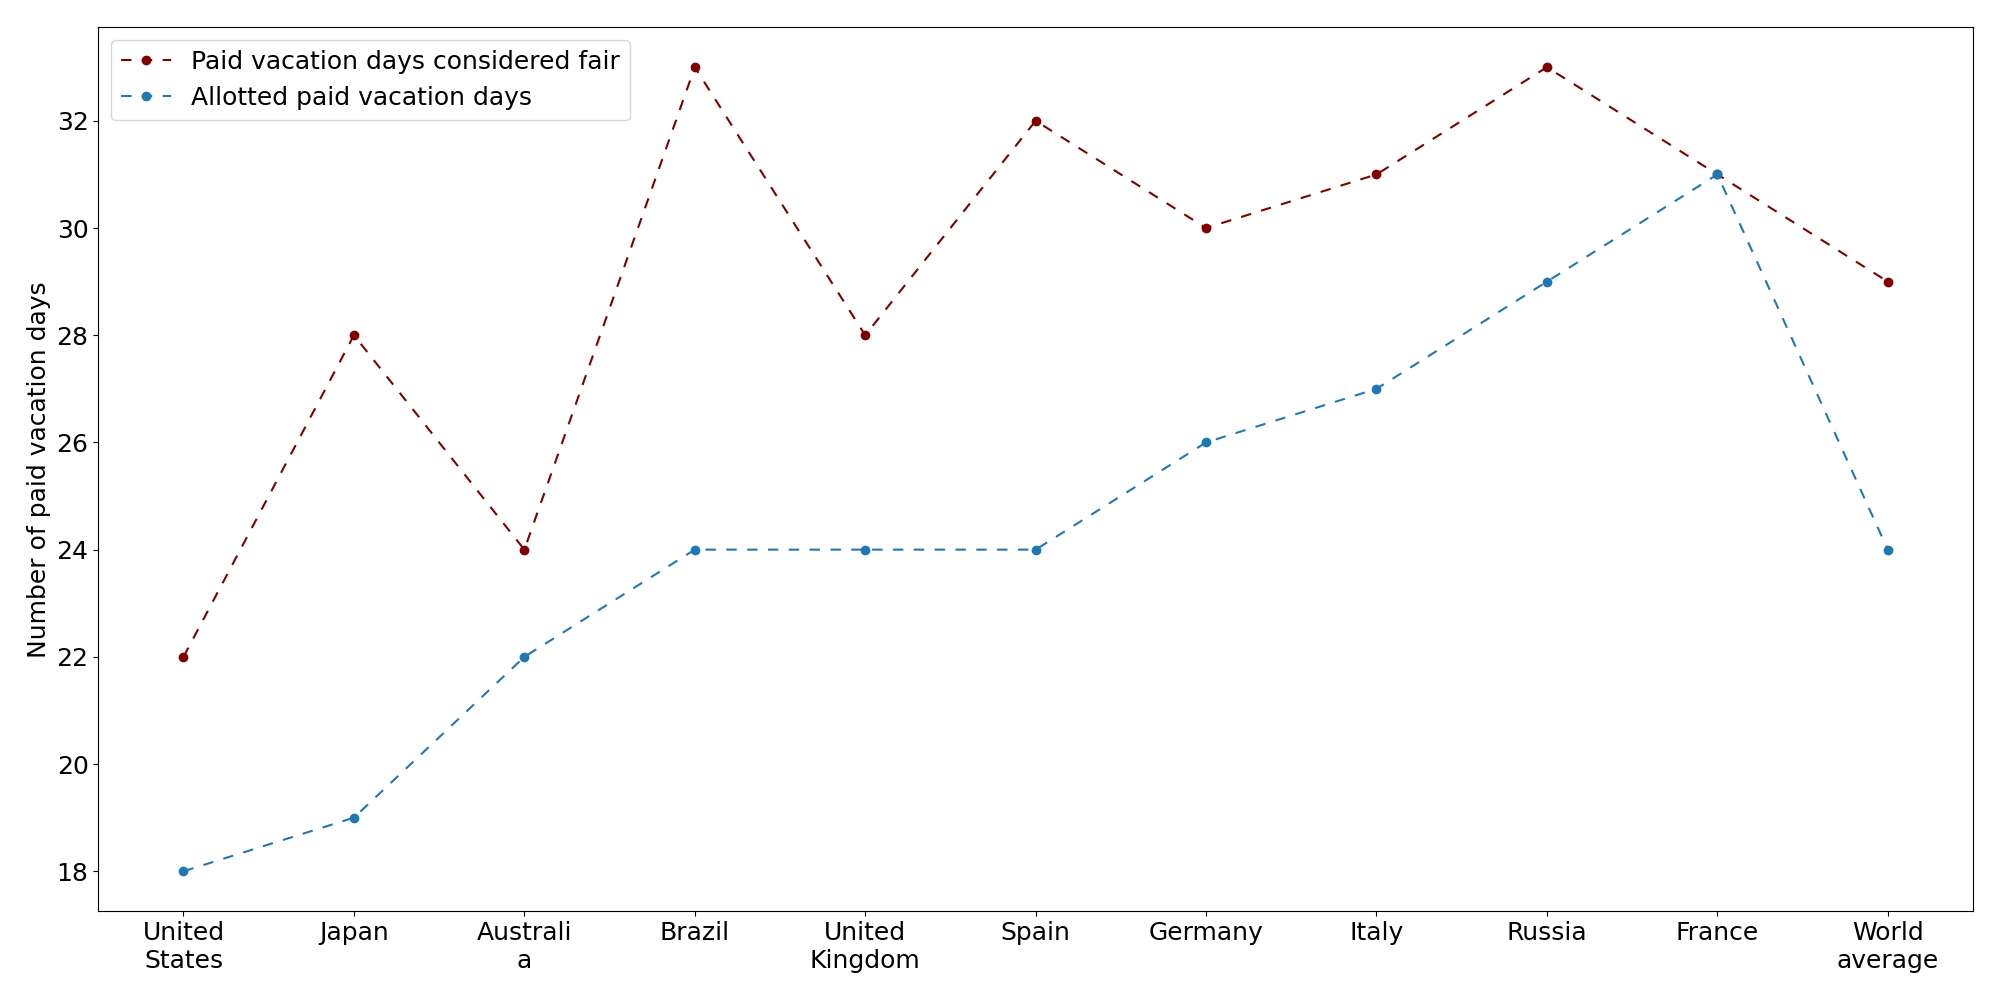 Paid vacation days considered fair
Allotted paid vacation days
Number of paid vacation days
32
30
28
26
24
22
20
18
United
States
Japan
Australi
a
Brazil
United
Kingdom
Spain
Germany
Italy
Russia
France
World
average